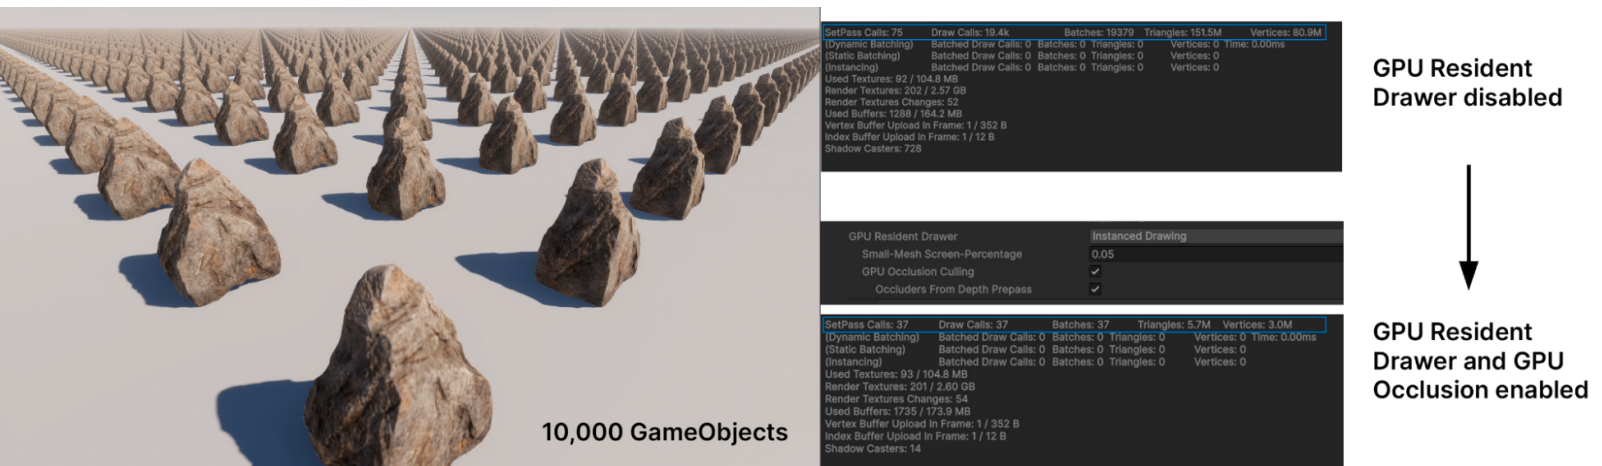 10,000 GameObjects
SetPass Calls: 75 Draw Calls: 19.4k Batches: 19379 Triangles: 151.5M Vertices: 80.9M
(Dynamic Batching) Batched Draw Calls: 0 Batches: 0 Triangles: 0 Vertices: 0 Time: 0.00ms
(Static Batching) Batched Draw Calls: 0 Batches: 0 Triangles: 0 Vertices: 0
(Instancing) Batched Draw Calls: 0 Batches: 0 Triangles: 0 Vertices: 0
Used Textures: 92 / 104.8 MB
Render Textures: 202 / 2.57 GB
Render Textures Changes: 52
Used Buffers: 1288 / 164.2 MB
Vertex Buffer Upload In Frame: 1 / 352 B
Index Buffer Upload In Frame: 1 / 12 B
Shadow Casters: 728
GPU Resident
Drawer disabled
GPU Resident Drawer Instanced Drawing
Small-Mesh Screen-Percentage 0.05
GPU Occlusion Culling
Occluders From Depth Prepass
SetPass Calls: 37 Draw Calls: 37 Batches: 37 Triangles: 5.7M Vertices: 3.0M
(Dynamic Batching) Batched Draw Calls: 0 Batches: 0 Triangles: 0 Vertices: 0 Time: 0.00ms
(Static Batching) Batched Draw Calls: 0 Batches: 0 Triangles: 0 Vertices: 0
(Instancing) Batched Draw Calls: 0 Batches: 0 Triangles: 0 Vertices: 0
Used Textures: 93 / 104.8 MB
Render Textures: 201 / 2.60 GB
Render Textures Changes: 54
Used Buffers: 1735 / 173.9 MB
Vertex Buffer Upload In Frame: 1 / 352 B
Index Buffer Upload In Frame: 1 / 12 B
Shadow Casters: 14
GPU Resident
Drawer and GPU
Occlusion enabled